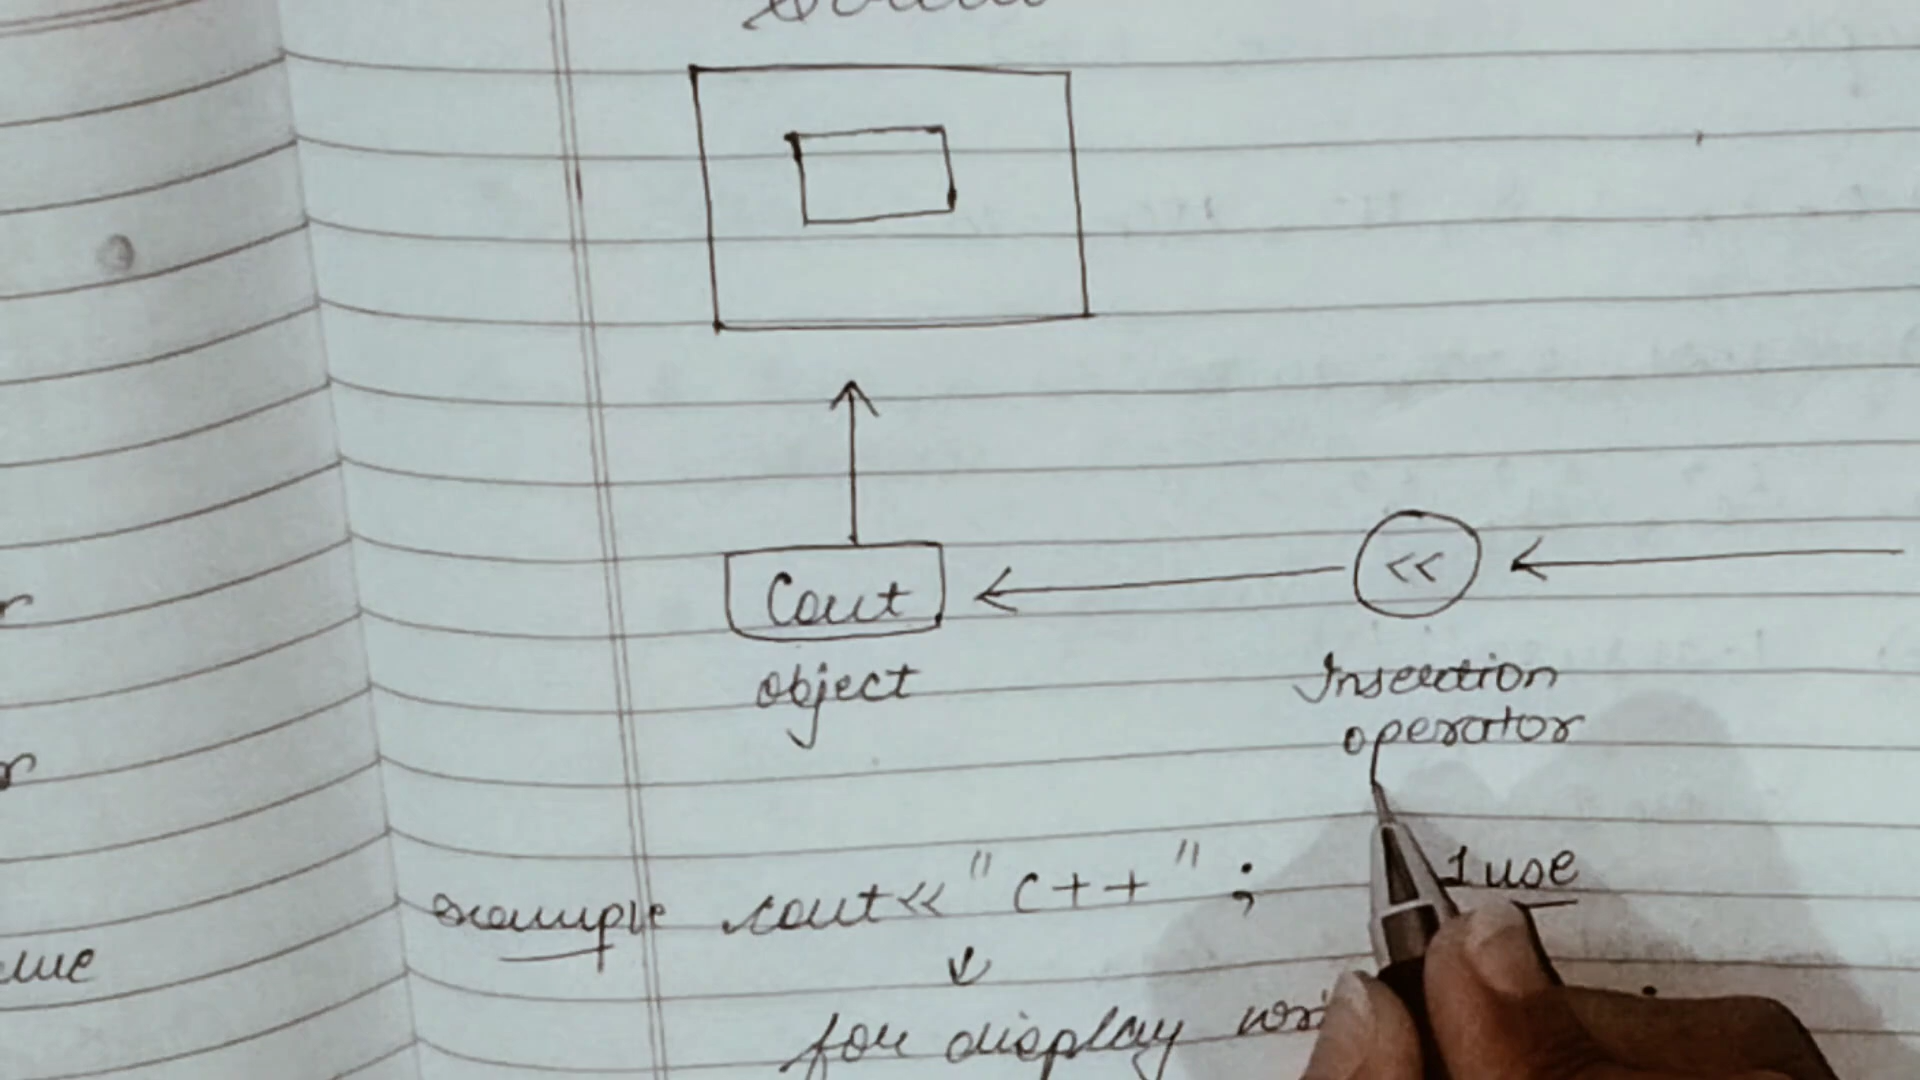 Cout
<<
object
Insertion
operator
example cout<< "C++";
1 use
for display